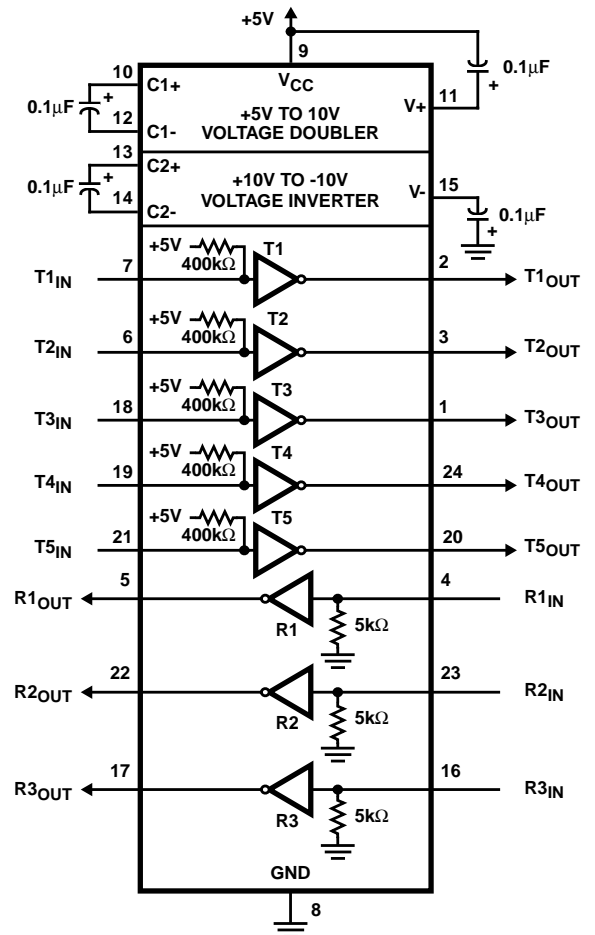 +5V
9
VCC
10
C1+
0.1μF
+
12
C1-
+5V TO 10V
VOLTAGE DOUBLER
V+
11
0.1μF
+
13
C2+
0.1μF
+
14
C2-
+10V TO -10V
VOLTAGE INVERTER
V-
15
0.1μF
+
T1IN
7
+5V
400kΩ
T1
2
T1OUT
T2IN
6
+5V
400kΩ
T2
3
T2OUT
T3IN
18
+5V
400kΩ
T3
1
T3OUT
T4IN
19
+5V
400kΩ
T4
24
T4OUT
T5IN
21
+5V
400kΩ
T5
20
T5OUT
R1OUT
5
R1
5kΩ
4
R1IN
R2OUT
22
R2
5kΩ
23
R2IN
R3OUT
17
R3
5kΩ
16
R3IN
GND
8